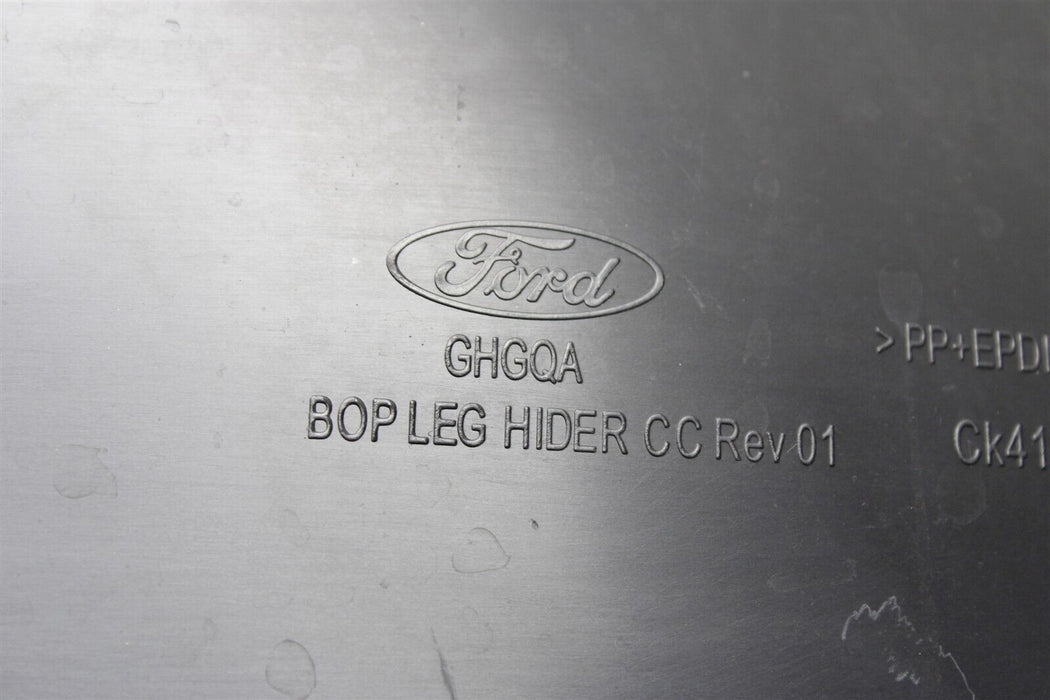 Ford
GHGQA
BOP LEG HIDER CC Rev 01
>PP+EPD
Ck41